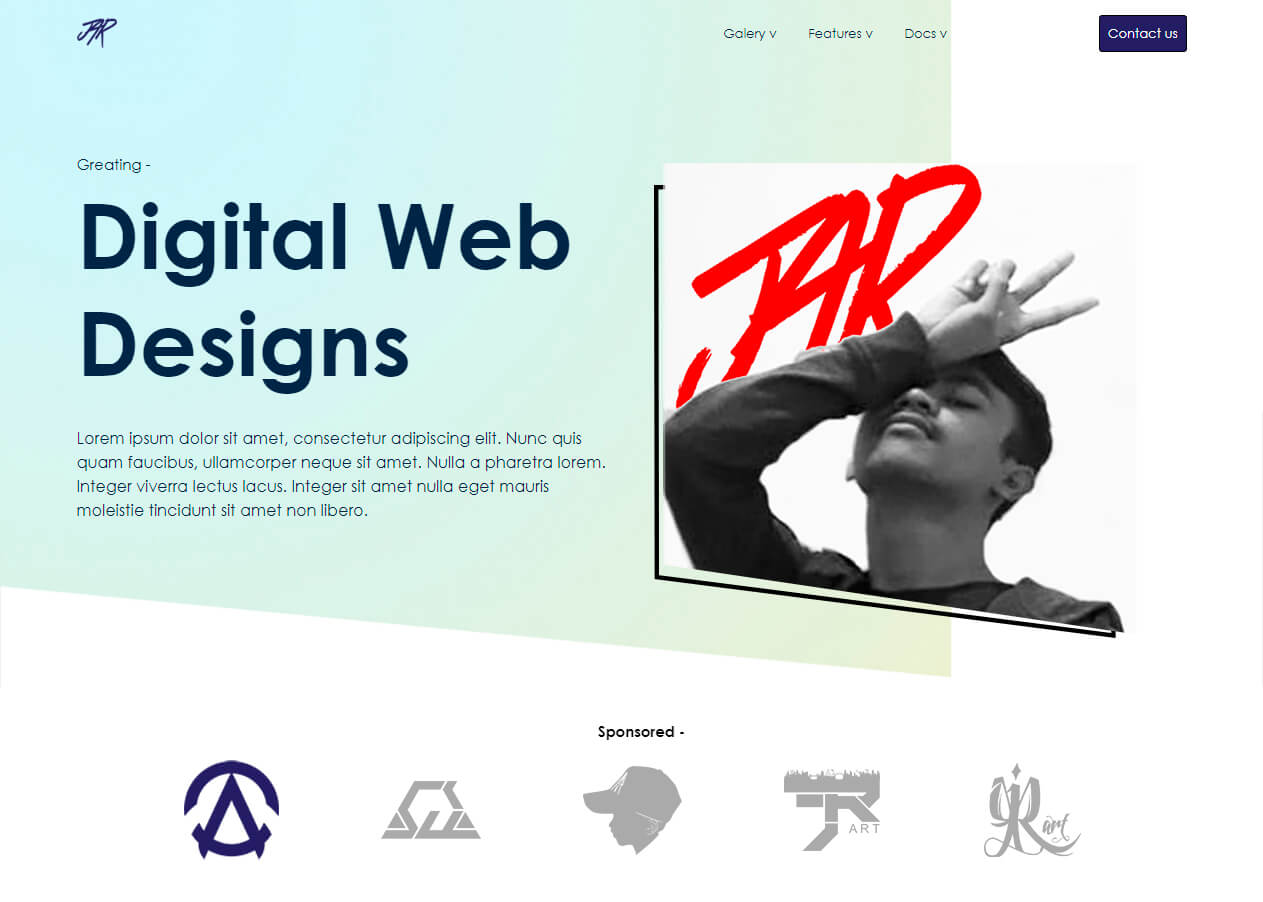 JAR
Galery v Features v Docs v
Contact us
Greating -
Digital Web
Designs
JAR
Lorem ipsum dolor sit amet, consectetur adipiscing elit. Nunc quis
quam faucibus, ullamcorper neque sit amet. Nulla a pharetra lorem.
Integer viverra lectus lacus. Integer sit amet nulla eget mauris
moleistie tincidunt sit amet non libero.
Sponsored -
JR ART
R art